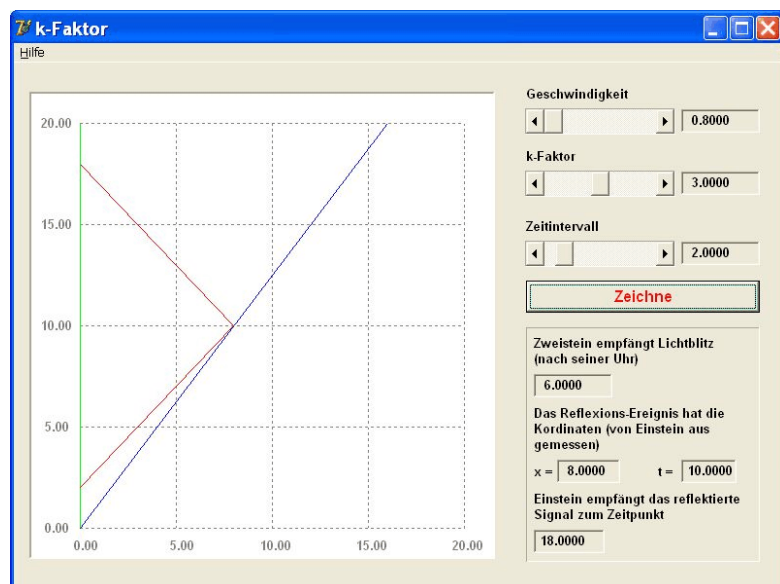 k-Faktor
Hilfe
20.00
15.00
10.00
5.00
0.00
0.00 5.00 10.00 15.00 20.00
Geschwindigkeit
0.8000
k-Faktor
3.0000
Zeitintervall
2.0000
Zeichne
Zweistein empfängt Lichtblitz
(nach seiner Uhr)
6.0000
Das Reflexions-Ereignis hat die
Kordinaten (von Einstein aus
gemessen)
x = 8.0000 t = 10.0000
Einstein empfängt das reflektierte
Signal zum Zeitpunkt
18.0000